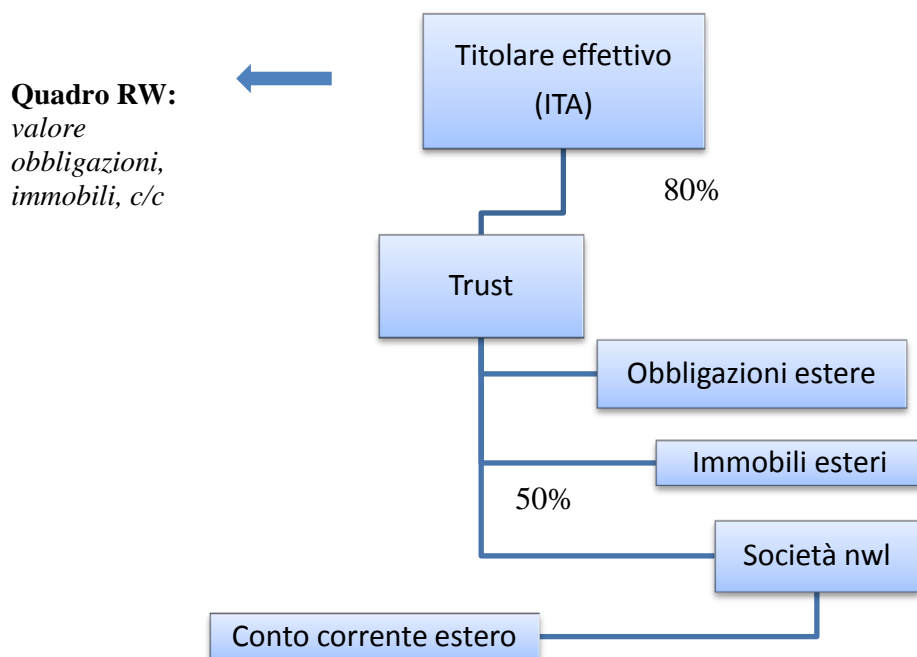 Titolare effettivo
(ITA)
Quadro RW:
valore
obbligazioni,
immobili, c/c
80%
Trust
Obbligazioni estere
Immobili esteri
50%
Società nwl
Conto corrente estero